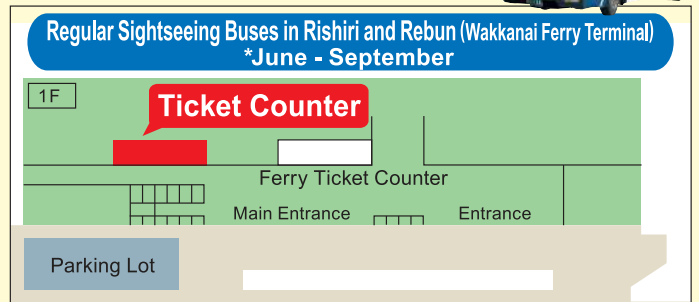 Regular Sightseeing Buses in Rishiri and Rebun (Wakkanai Ferry Terminal)
*June - September
1F
Ticket Counter
Ferry Ticket Counter
Main Entrance
Entrance
Parking Lot